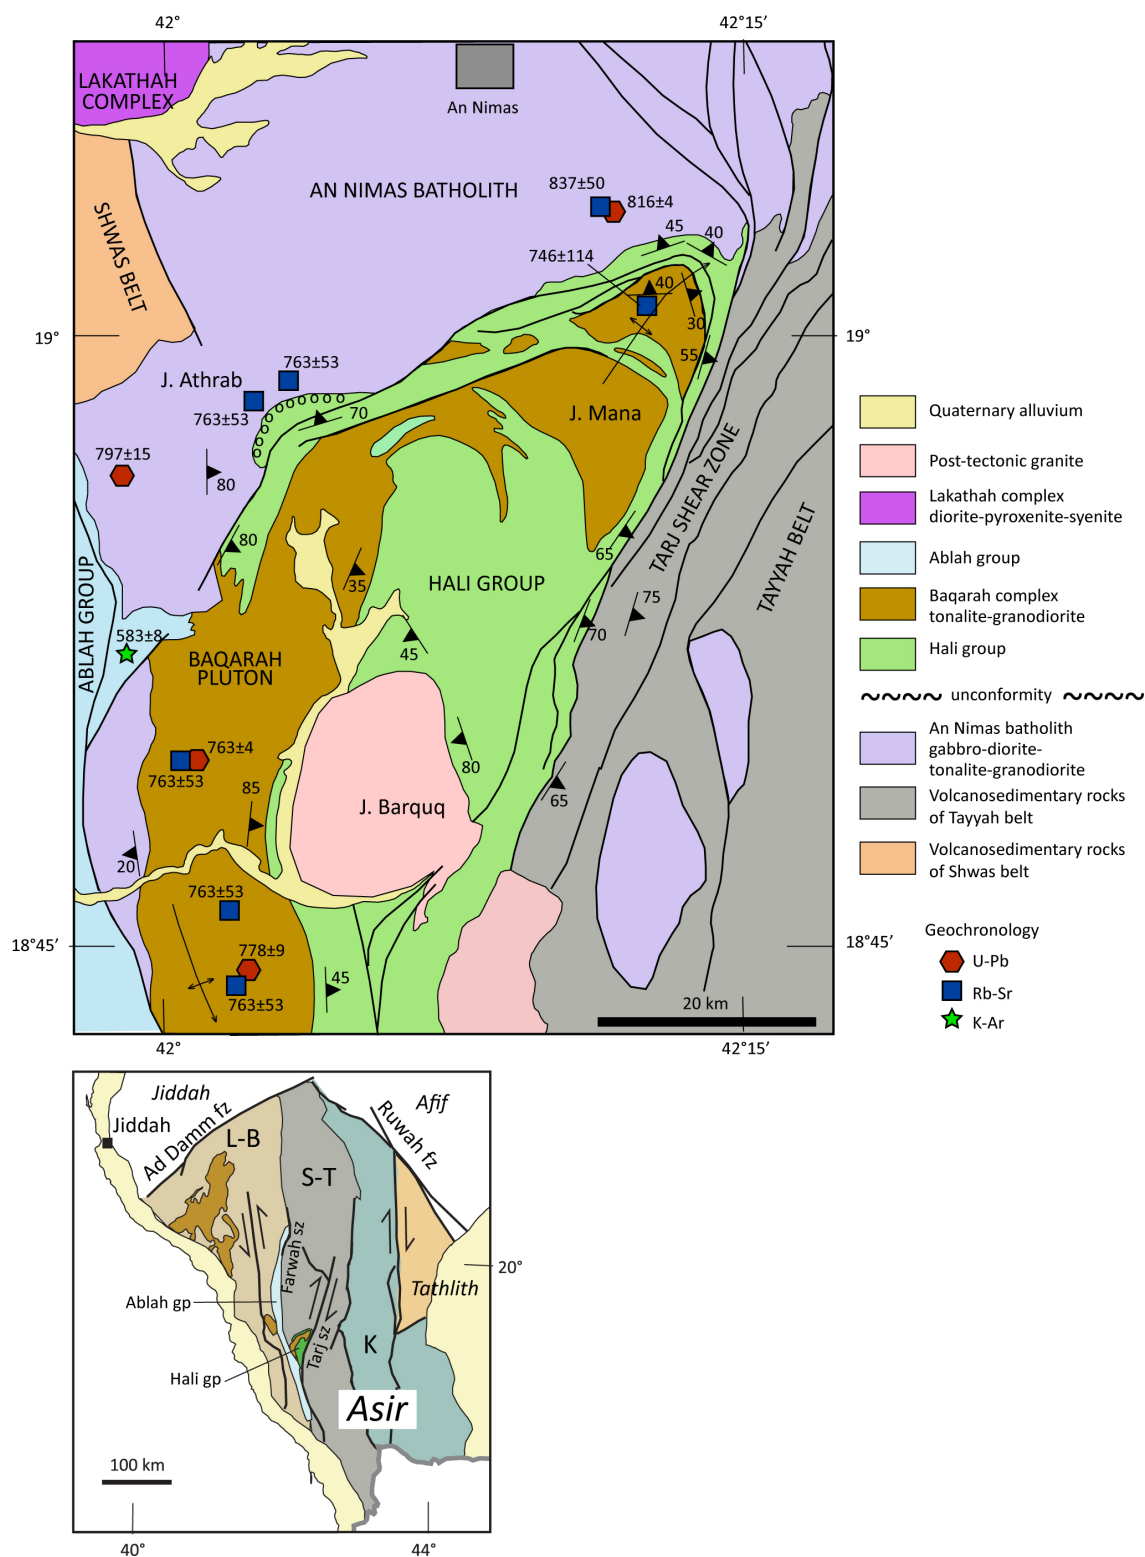 42°
42°15′
LAKATHAH
COMPLEX
An Nimas
AN NIMAS BATHOLITH
837±50
816±4
SHWAS BELT
45
40
746±114
40
30
19°
19°
55
763±53
J. Athrab
763±53
70
J. Mana
797±15
80
TARJ SHEAR ZONE
80
65
TAYYAH BELT
35
HALI GROUP
ABLAH GROUP
583±8
75
70
45
BAQARAH
PLUTON
763±4
763±53
80
85
65
J. Barquq
20
763±53
18°45′
18°45′
778±9
45
763±53
20 km
42°
42°15′
Quaternary alluvium
Post-tectonic granite
Lakathah complex
diorite-pyroxenite-syenite
Ablah group
Baqarah complex
tonalite-granodiorite
Hali group
~~~~ unconformity ~~~~
An Nimas batholith
gabbro-diorite-
tonalite-granodiorite
Volcanosedimentary rocks
of Tayyah belt
Volcanosedimentary rocks
of Shwas belt
Geochronology
U-Pb
Rb-Sr
K-Ar
Jiddah
Jiddah
Ad Damm fz
Afif
Ruwah fz
L-B
S-T
Farwah sz
20°
Tathlith
Ablah gp
Tarj sz
K
Hali gp
Asir
100 km
40°
44°